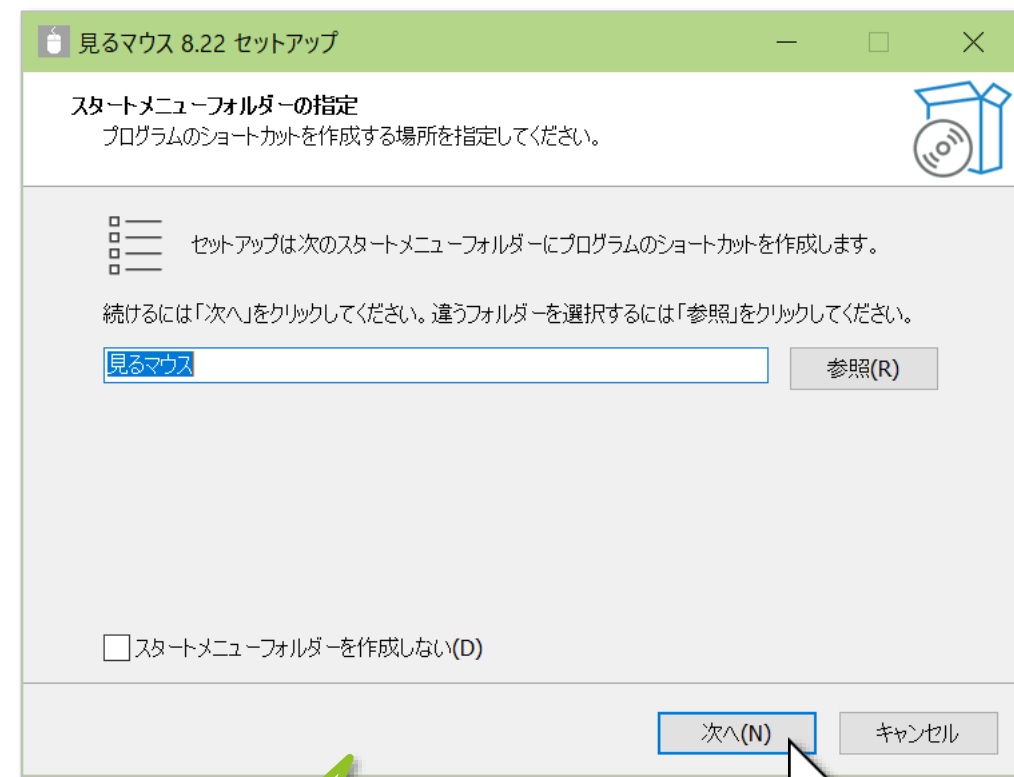 見るマウス 8.22 セットアップ
スタートメニューフォルダーの指定
プログラムのショートカットを作成する場所を指定してください。
セットアップは次のスタートメニューフォルダーにプログラムのショートカットを作成します。
続けるには「次へ」をクリックしてください。違うフォルダーを選択するには「参照」をクリックしてください。
見るマウス
参照(R)
スタートメニューフォルダーを作成しない(D)
次へ(N)
キャンセル